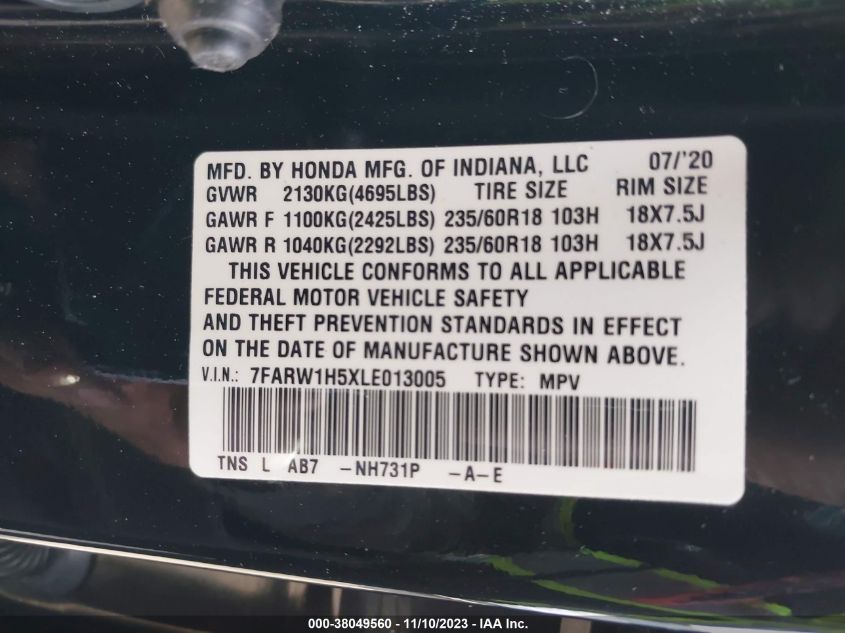 MFD. BY HONDA MFG. OF INDIANA, LLC 07/'20
GVWR 2130KG(4695LBS) TIRE SIZE RIM SIZE
GAWR F 1100KG(2425LBS) 235/60R18 103H 18X7.5J
GAWR R 1040KG(2292LBS) 235/60R18 103H 18X7.5J
THIS VEHICLE CONFORMS TO ALL APPLICABLE
FEDERAL MOTOR VEHICLE SAFETY
AND THEFT PREVENTION STANDARDS IN EFFECT
ON THE DATE OF MANUFACTURE SHOWN ABOVE.
V.I.N.: 7FARW1H5XLE013005 TYPE: MPV
TNS L AB7 -NH731P -A-E
000-38049560 - 11/10/2023 - IAA Inc.